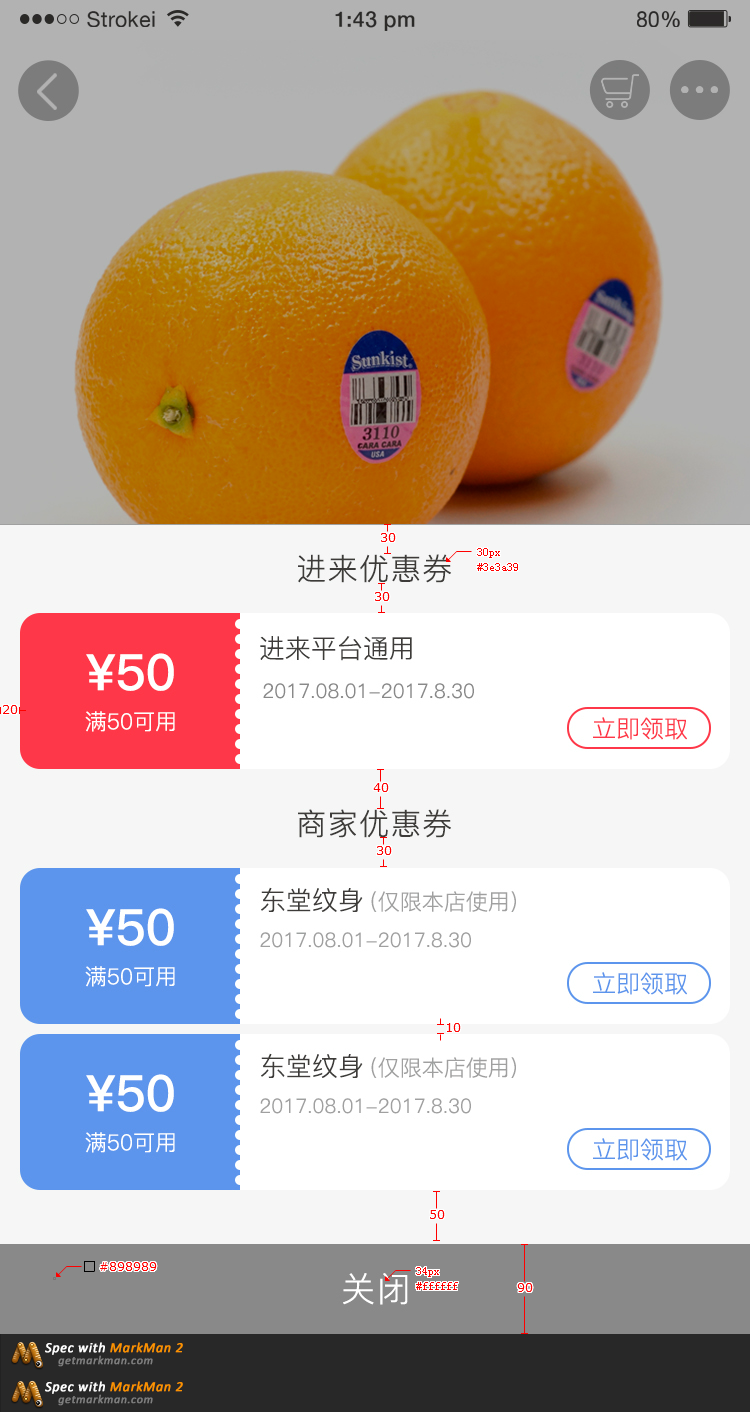 ●●●○○ Strokei 1:43 pm 80%
Sunkist
Sunkist.
3110
CARA CARA
USA
30
进来优惠券
30px
#3e3a39
30
¥50
满50可用
进来平台通用
2017.08.01-2017.8.30
立即领取
20
40
商家优惠券
30
¥50
满50可用
东堂纹身 (仅限本店使用)
2017.08.01-2017.8.30
立即领取
10
¥50
满50可用
东堂纹身 (仅限本店使用)
2017.08.01-2017.8.30
立即领取
50
#898989
关闭
34px
#ffffff
90
Spec with MarkMan 2
getmarkman.com
Spec with MarkMan 2
getmarkman.com